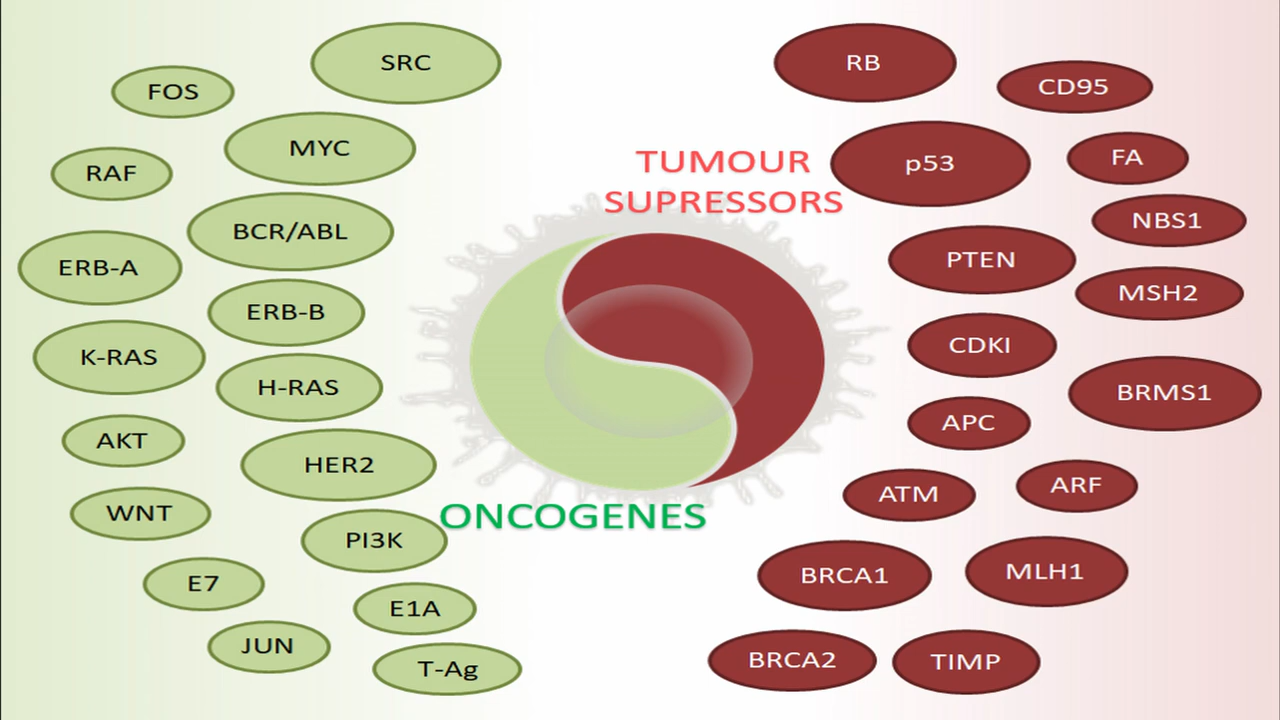 SRC
FOS
MYC
RAF
BCR/ABL
ERB-A
ERB-B
K-RAS
H-RAS
AKT
HER2
WNT
PI3K
E7
E1A
JUN
T-Ag
ONCOGENES
TUMOUR
SUPRESSORS
RB
CD95
p53
FA
NBS1
PTEN
MSH2
CDKI
BRMS1
APC
ATM
ARF
BRCA1
MLH1
BRCA2
TIMP